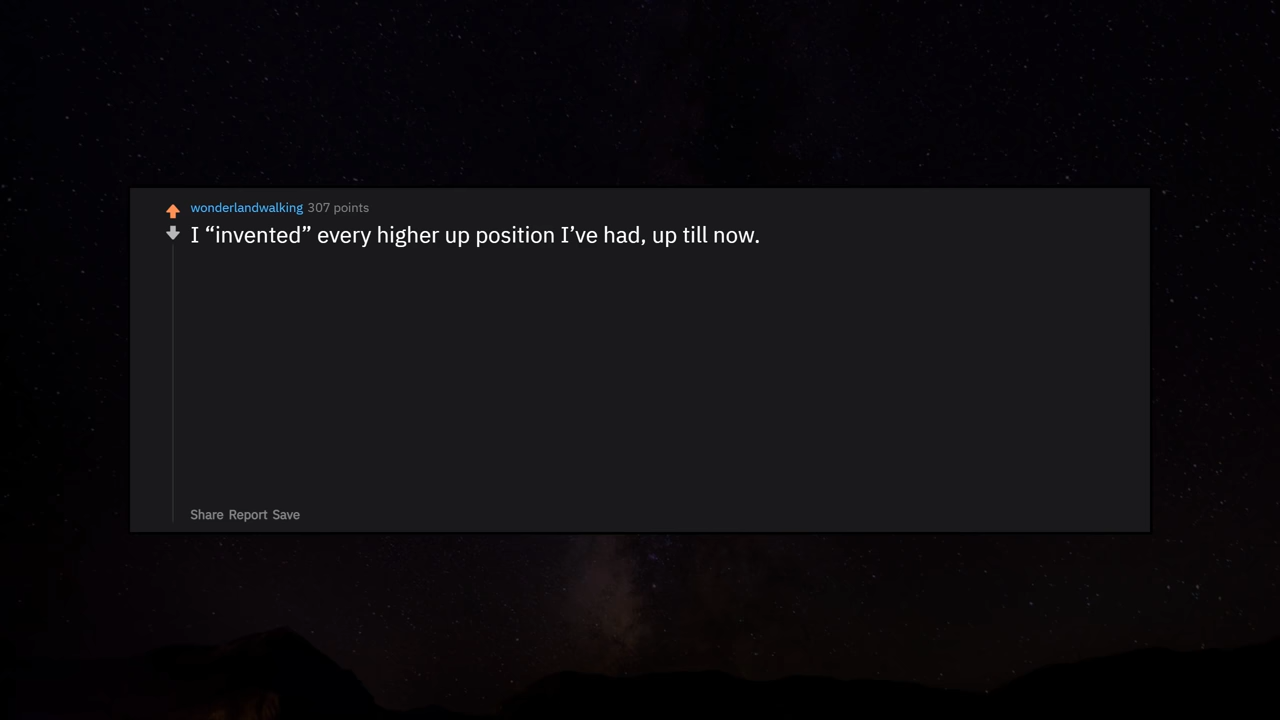 wonderlandwalking 307 points
I “invented” every higher up position I’ve had, up till now.
Share Report Save